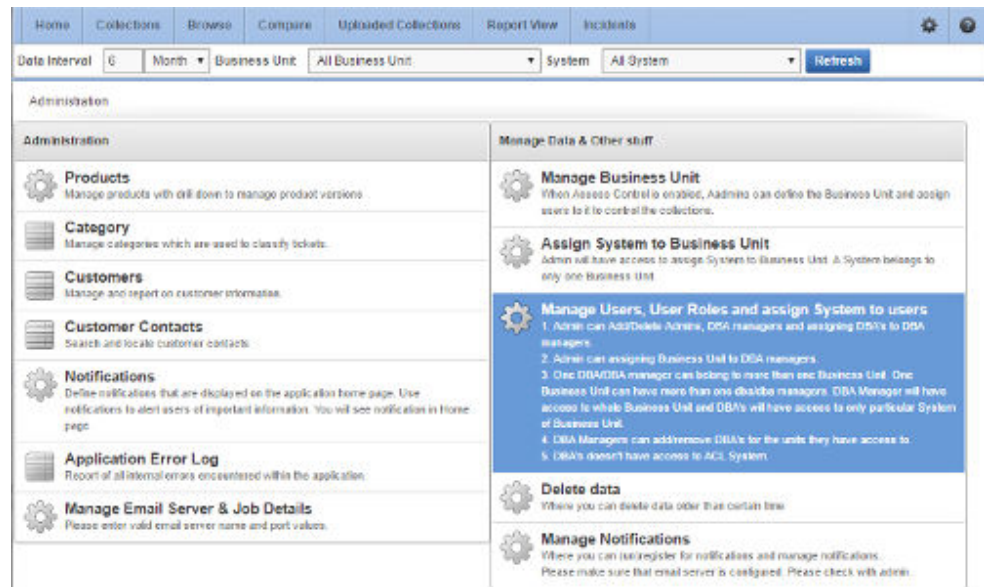 Home Collections Browse Compare Uploaded Collections Report View Incidents
Data Interval 6 Month Business Unit All Business Unit System All System Refresh
Administration
Administration
Products
Manage products with drill down to manage product versions
Category
Manage categories which are used to classify tickets.
Customers
Manage and report on customer information.
Customer Contacts
Search and locate customer contacts
Notifications
Define notifications that are displayed on the application home page. Use
notifications to alert users of important information. You will see notification in Home
page
Application Error Log
Report of all internal errors encountered within the application.
Manage Email Server & Job Details
Please enter valid email server name and port values.
Manage Data & Other stuff
Manage Business Unit
When Access Control is enabled, Aadmins can define the Business Unit and assign
users to it to control the collections.
Assign System to Business Unit
Admin will have access to assign System to Business Unit. A System belongs to
only one Business Unit
Manage Users, User Roles and assign System to users
1. Admin can Add/Delete Admins, DBA managers and assigning DBA's to DBA
managers.
2. Admin can assigning Business Unit to DBA managers.
3. One DBA/DBA manager can belong to more than one Business Unit. One
Business Unit can have more than one dba/dba managers. DBA Manager will have
access to whole Business Unit and DBA's will have access to only particular System
of Business Unit.
4. DBA Managers can add/remove DBA's for the units they have access to.
5. DBA's doesn't have access to ACL System.
Delete data
Where you can delete data older than certain time
Manage Notifications
Where you can (un)register for notifications and manage notifications.
Please make sure that email server is configured. Please check with admin.